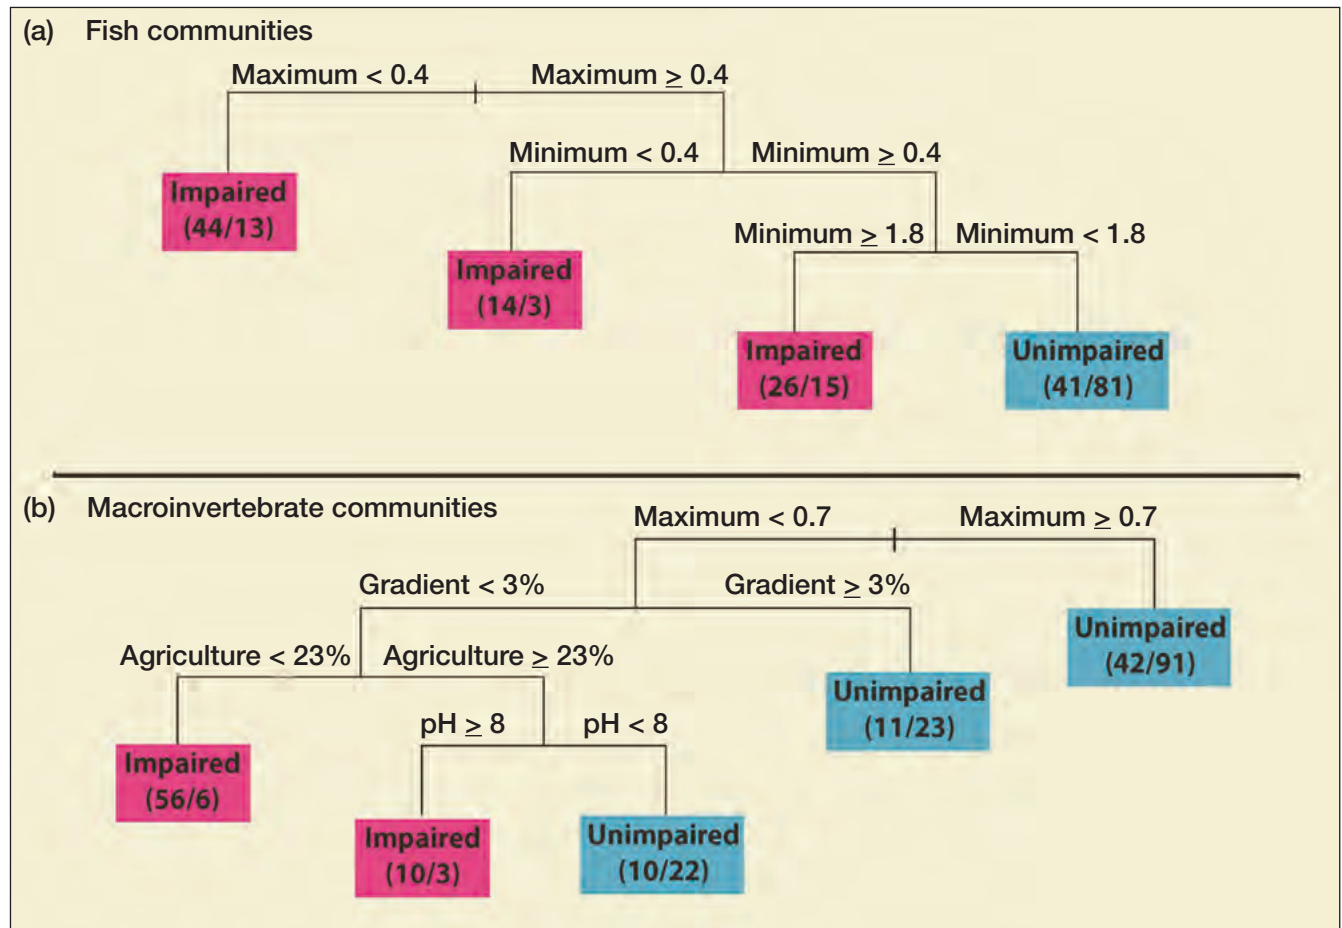 (a) Fish communities
Maximum < 0.4
Maximum ≥ 0.4
Minimum < 0.4
Minimum ≥ 0.4
Impaired
(44/13)
Minimum ≥ 1.8
Minimum < 1.8
Impaired
(14/3)
Impaired
(26/15)
Unimpaired
(41/81)
(b) Macroinvertebrate communities
Maximum < 0.7
Maximum ≥ 0.7
Gradient < 3%
Gradient ≥ 3%
Unimpaired
(42/91)
Agriculture < 23%
Agriculture ≥ 23%
Unimpaired
(11/23)
pH ≥ 8
pH < 8
Impaired
(56/6)
Impaired
(10/3)
Unimpaired
(10/22)